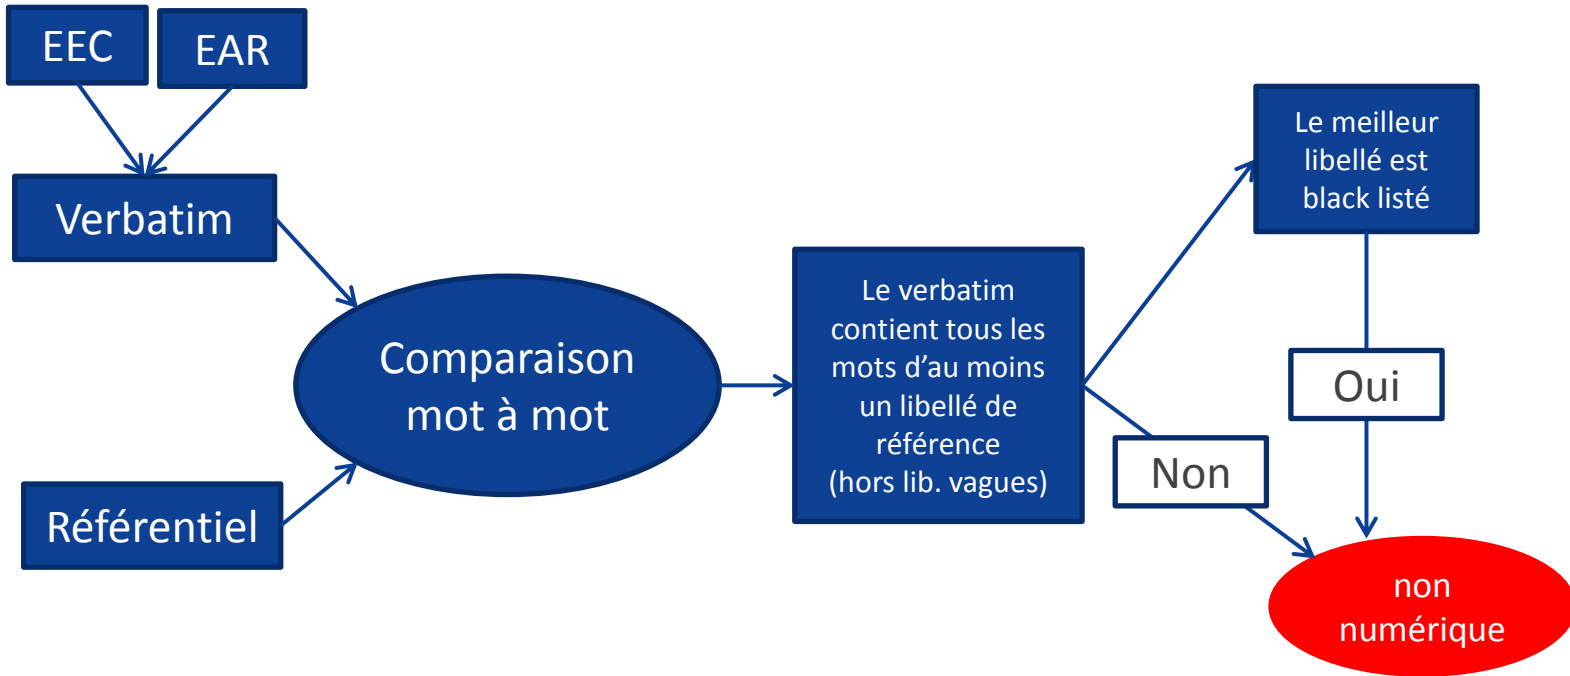 EEC
EAR
Verbatim
Référentiel
Comparaison
mot à mot
Le verbatim
contient tous les
mots d’au moins
un libellé de
référence
(hors lib. vagues)
Le meilleur
libellé est
black listé
Oui
Non
non
numérique